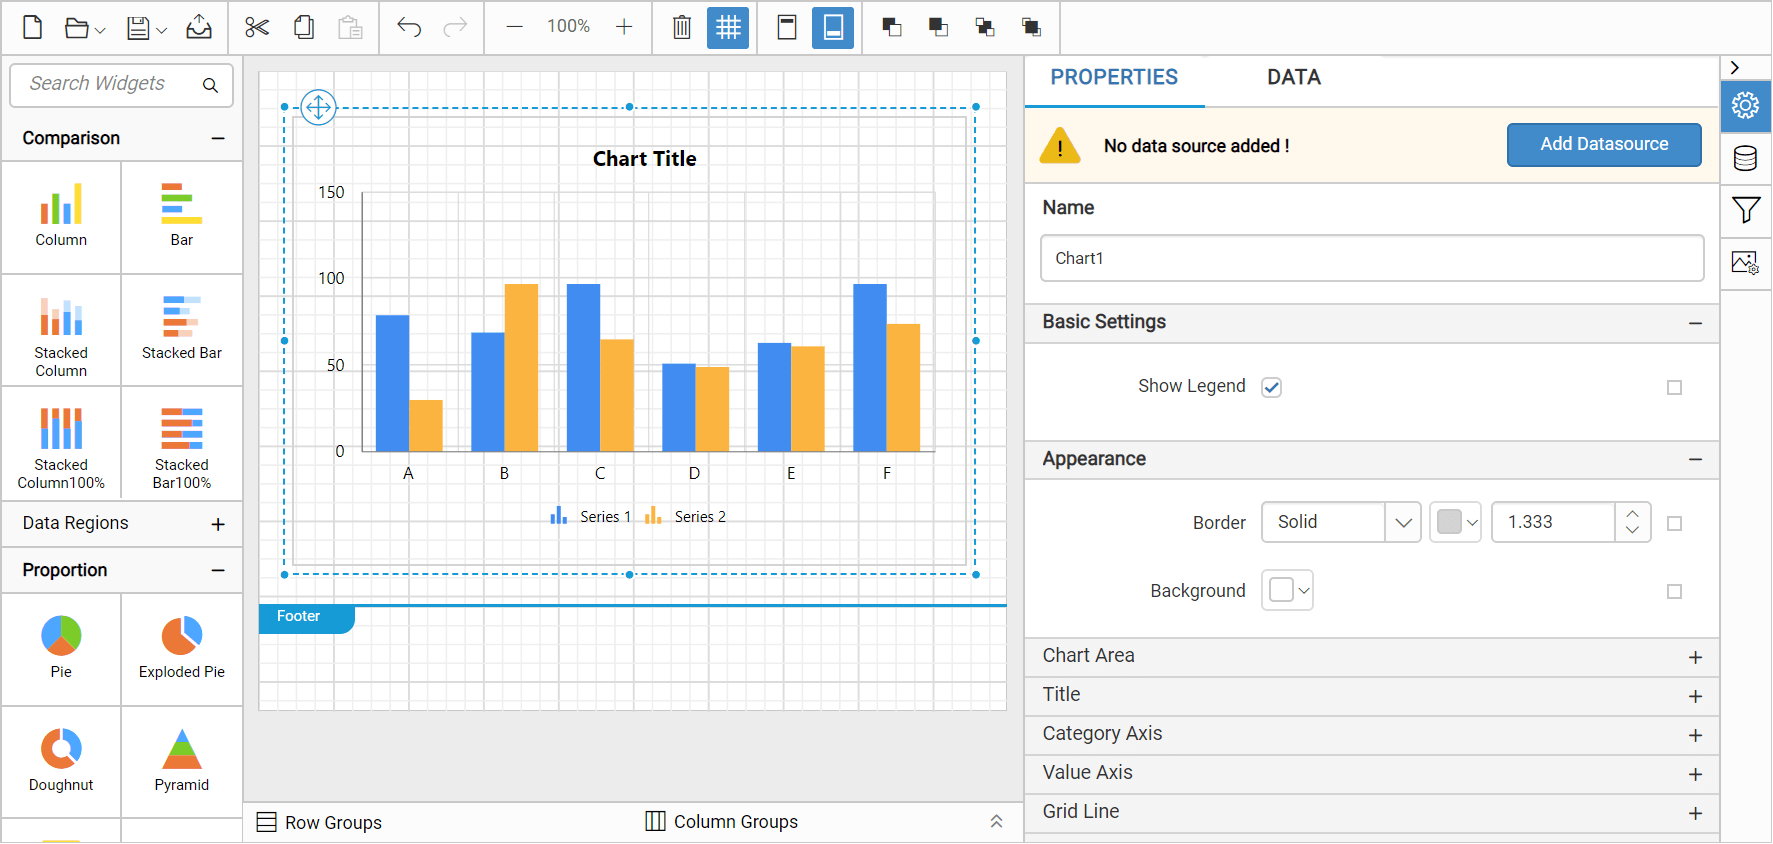 100%
Search Widgets
Comparison
Column
Bar
Stacked
Column
Stacked Bar
Stacked
Column100%
Stacked
Bar100%
Data Regions
Proportion
Pie
Exploded Pie
Doughnut
Pyramid
Chart Title
150
100
50
0
A B C D E F
Series 1 Series 2
Footer
Row Groups
Column Groups
PROPERTIES
DATA
No data source added !
Add Datasource
Name
Chart1
Basic Settings
Show Legend
Appearance
Border Solid 1.333
Background
Chart Area
Title
Category Axis
Value Axis
Grid Line